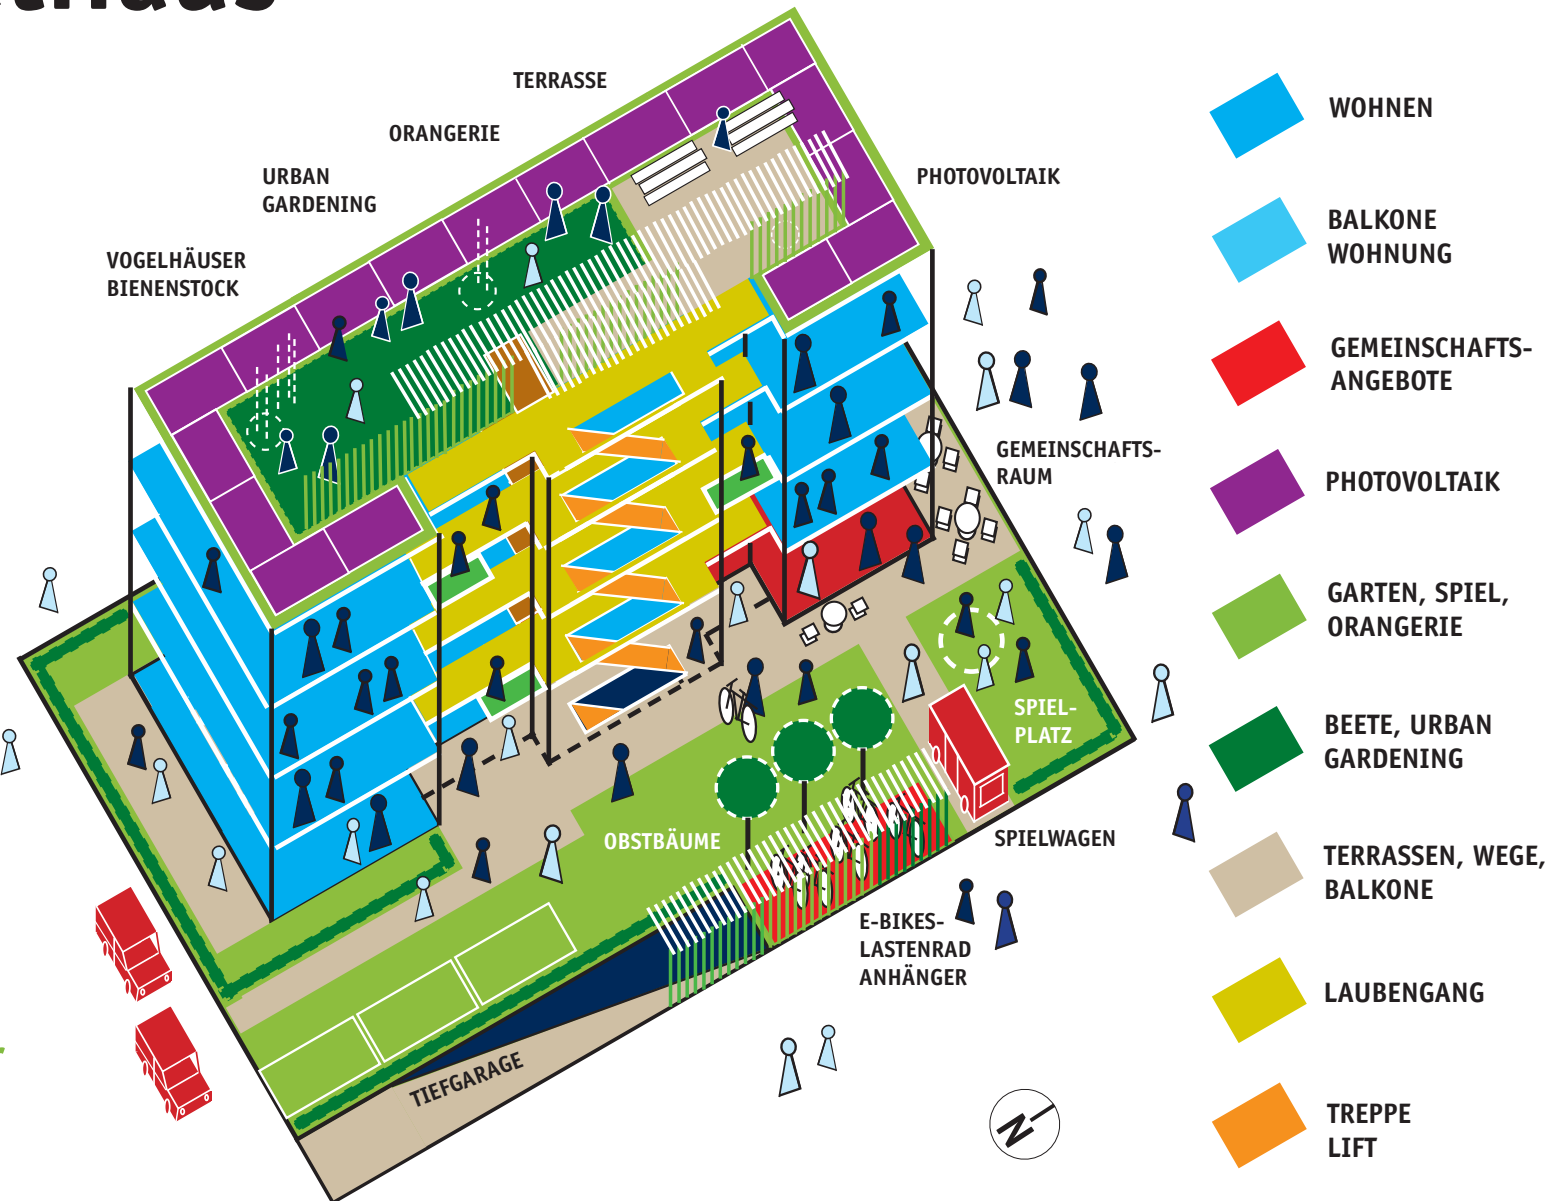 TERRASSE
ORANGERIE
URBAN
GARDENING
VOGELHÄUSER
BIENENSTOCK
PHOTOVOLTAIK
GEMEINSCHAFTS-
RAUM
SPIEL-
PLATZ
OBSTBÄUME
SPIELWAGEN
E-BIKES-
LASTENRAD
ANHÄNGER
TIEFGARAGE
N
WOHNEN
BALKONE
WOHNUNG
GEMEINSCHAFTS-
ANGEBOTE
PHOTOVOLTAIK
GARTEN, SPIEL,
ORANGERIE
BEETE, URBAN
GARDENING
TERRASSEN, WEGE,
BALKONE
LAUBENGANG
TREPPE
LIFT